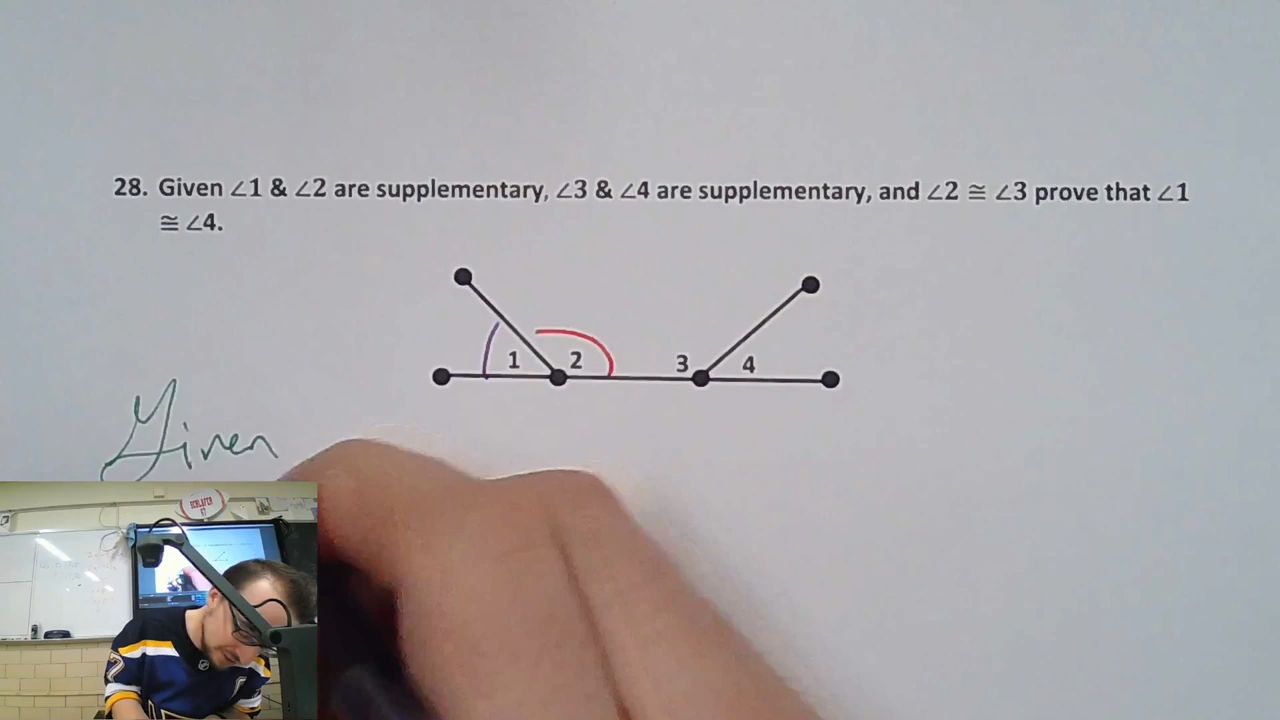 28. Given ∠1 & ∠2 are supplementary, ∠3 & ∠4 are supplementary, and ∠2 ≅ ∠3 prove that ∠1
≅ ∠4.
1 2 3 4
Given
SCHLAFER